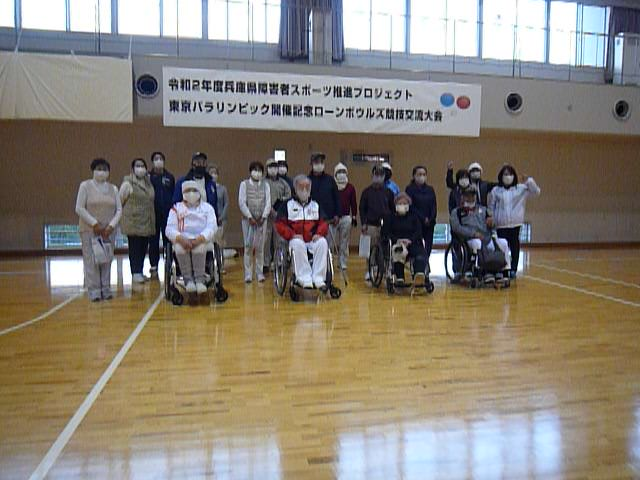 令和2年度兵庫県障害者スポーツ推進プロジェクト
東京パラリンピック開催記念ローンボウルズ競技交流大会